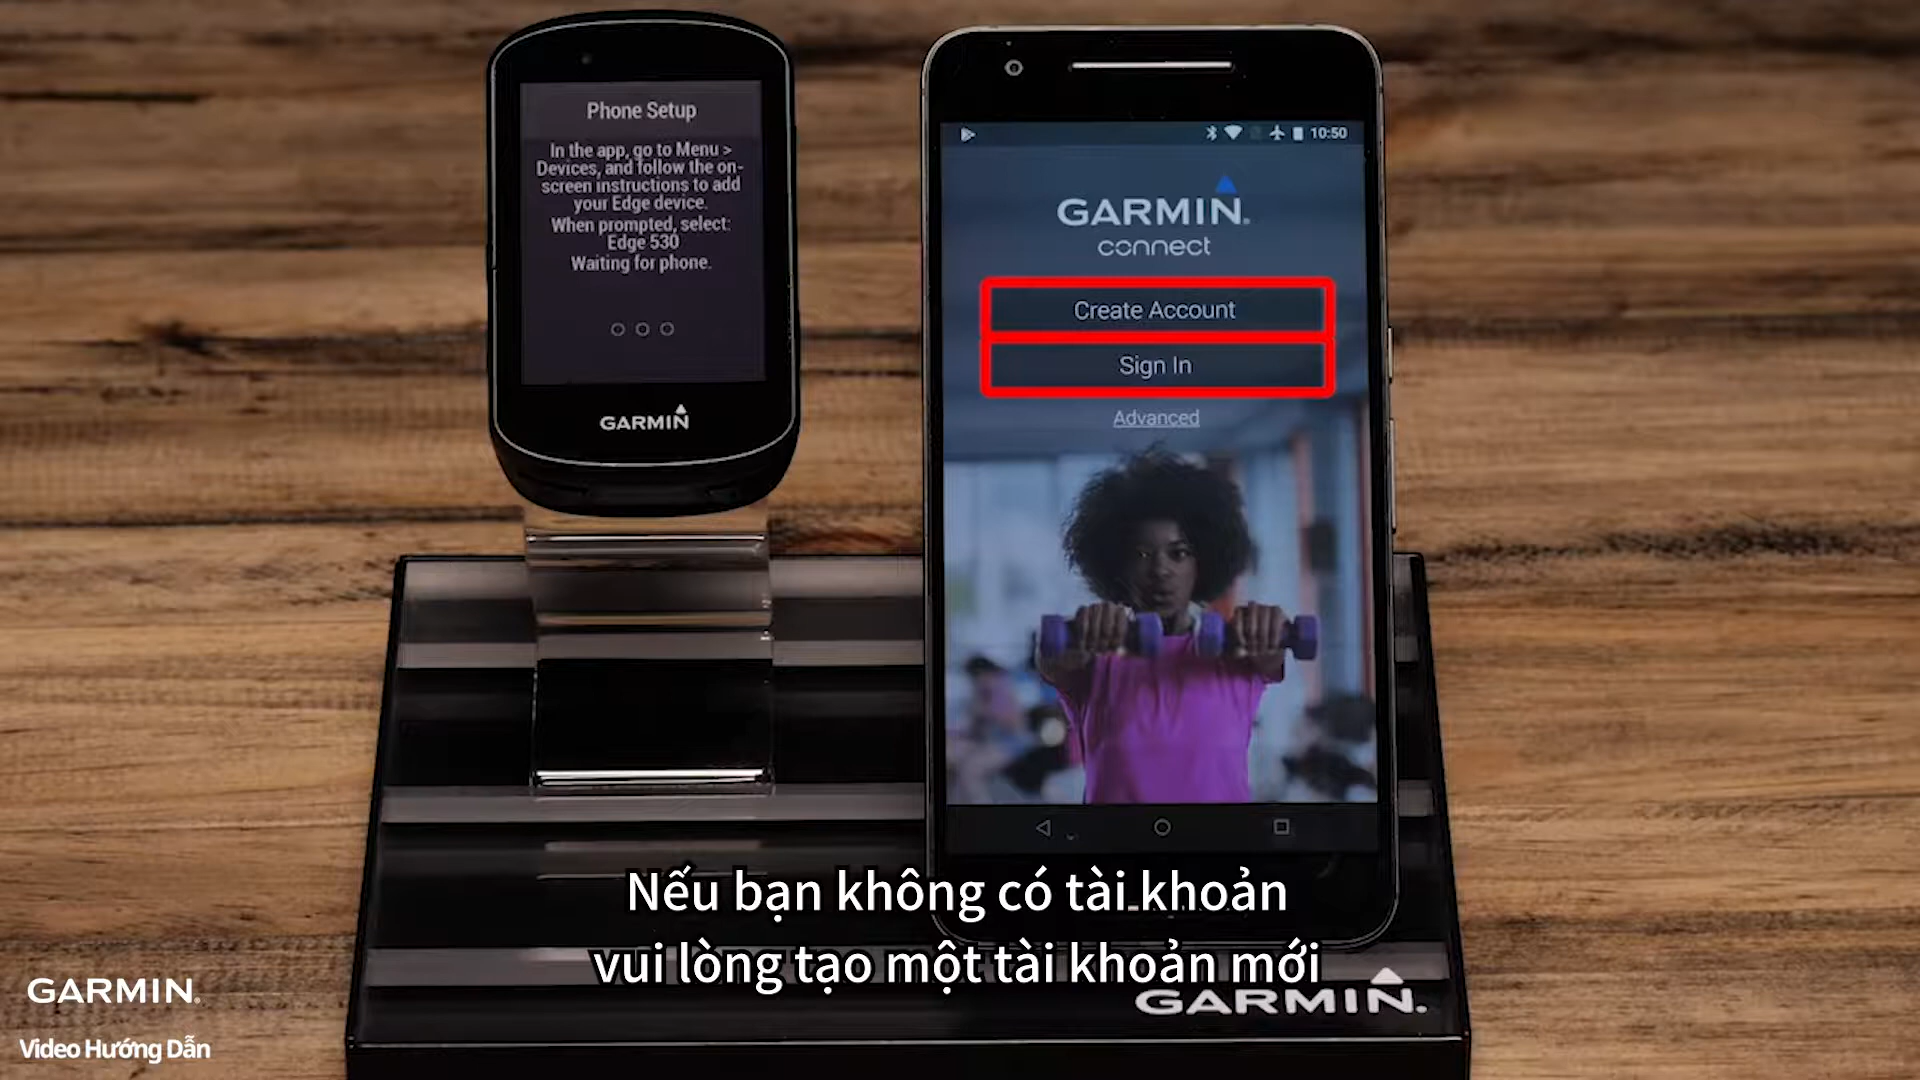 Phone Setup
In the app, go to Menu >
Devices, and follow the on-
screen instructions to add
your Edge device.
When prompted, select:
Edge 530
Waiting for phone.
GARMIN
10:50
GARMIN.
connect
Create Account
Sign In
Advanced
Nếu bạn không có tài khoản
vui lòng tạo một tài khoản mới
GARMIN.
GARMIN.
Video Hướng Dẫn